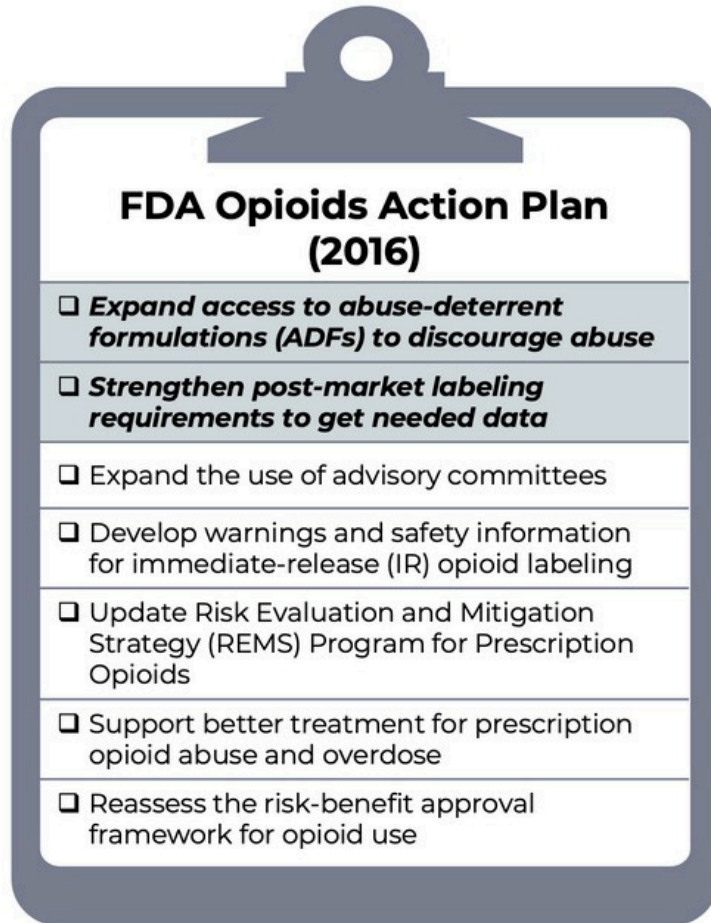 FDA Opioids Action Plan
(2016)
❑ Expand access to abuse-deterrent
formulations (ADFs) to discourage abuse
❑ Strengthen post-market labeling
requirements to get needed data
❑ Expand the use of advisory committees
❑ Develop warnings and safety information
for immediate-release (IR) opioid labeling
❑ Update Risk Evaluation and Mitigation
Strategy (REMS) Program for Prescription
Opioids
❑ Support better treatment for prescription
opioid abuse and overdose
❑ Reassess the risk-benefit approval
framework for opioid use